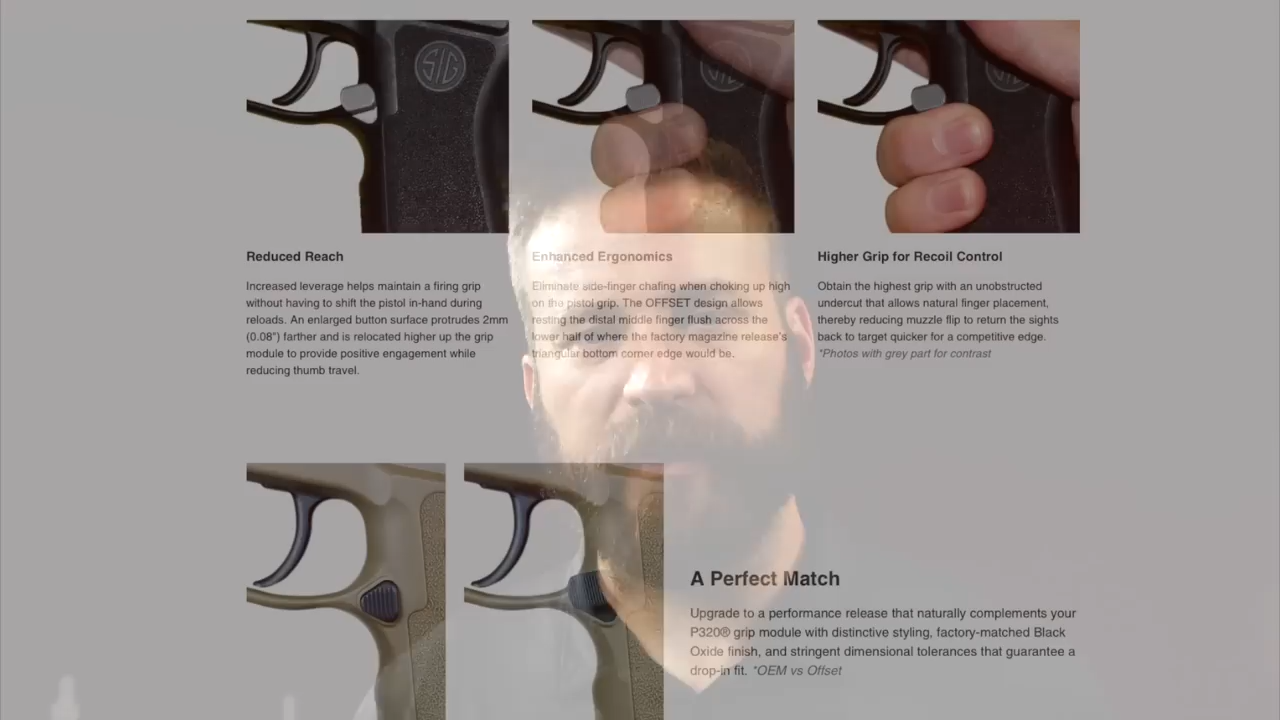 SIG
SIG
SIG
Reduced Reach
Increased leverage helps maintain a firing grip
without having to shift the pistol in-hand during
reloads. An enlarged button surface protrudes 2mm
(0.08") farther and is relocated higher up the grip
module to provide positive engagement while
reducing thumb travel.
Enhanced Ergonomics
Eliminate side-finger chafing when choking up high
on the pistol grip. The OFFSET design allows
resting the distal middle finger flush across the
lower half of where the factory magazine release's
triangular bottom corner edge would be.
Higher Grip for Recoil Control
Obtain the highest grip with an unobstructed
undercut that allows natural finger placement,
thereby reducing muzzle flip to return the sights
back to target quicker for a competitive edge.
*Photos with grey part for contrast
A Perfect Match
Upgrade to a performance release that naturally complements your
P320® grip module with distinctive styling, factory-matched Black
Oxide finish, and stringent dimensional tolerances that guarantee a
drop-in fit. *OEM vs Offset